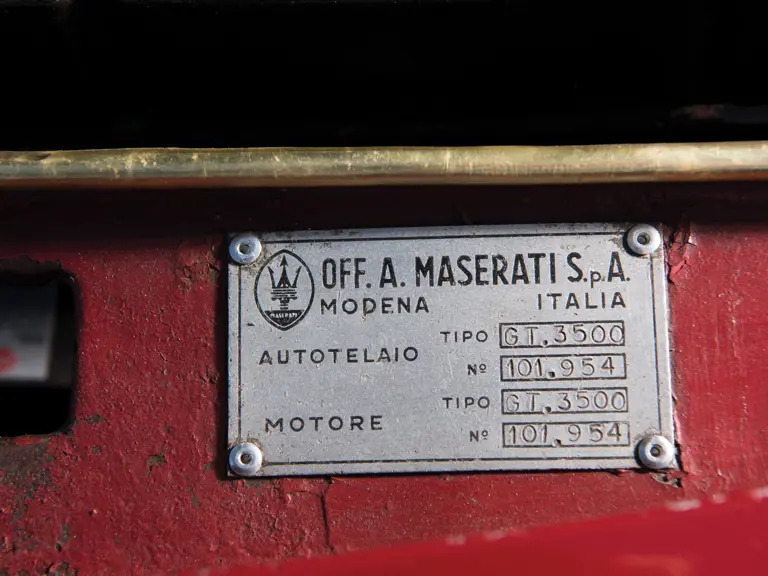 OFF. A. MASERATI S.p.A.
MASERATI
MODENA ITALIA
AUTOTELAIO
TIPO GT.3500
Nº 101.954
MOTORE
TIPO GT.3500
Nº 101.954